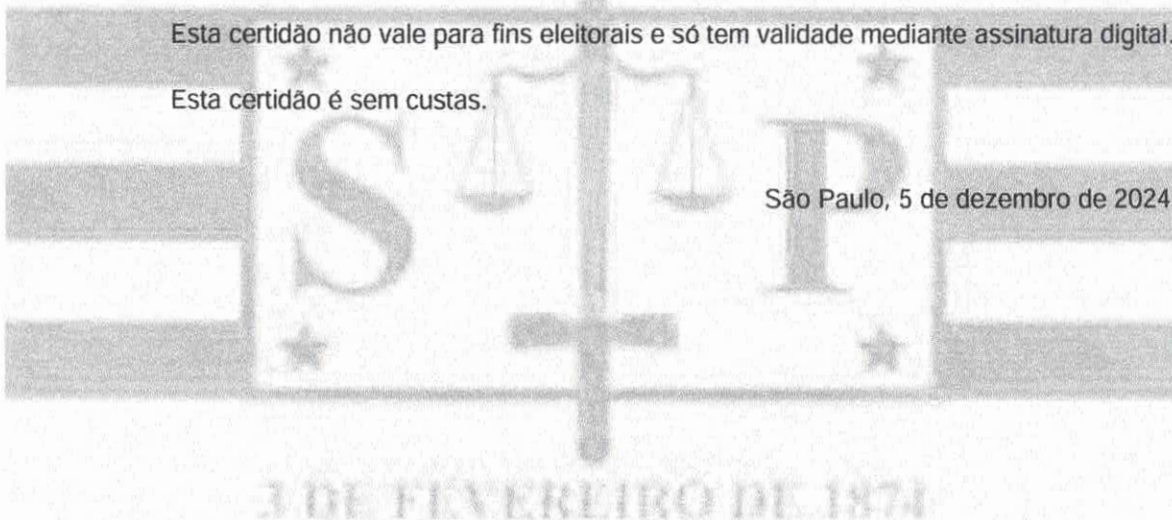 Esta certidão não vale para fins eleitorais e só tem validade mediante assinatura digital.
Esta certidão é sem custas.
S P
São Paulo, 5 de dezembro de 2024
3 DE FEVEREIRO DE 1874